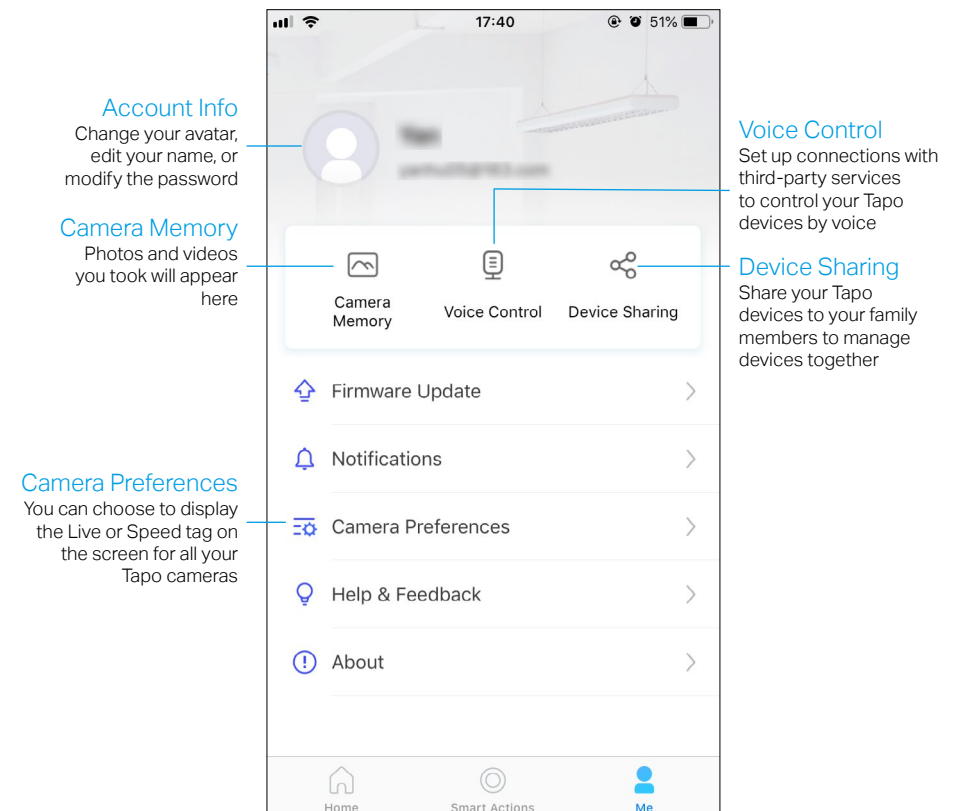 17:40
51%
Account Info
Change your avatar,
edit your name, or
modify the password
Camera Memory
Photos and videos
you took will appear
here
Camera Preferences
You can choose to display
the Live or Speed tag on
the screen for all your
Tapo cameras
Camera
Memory
Voice Control
Device Sharing
Firmware Update
Notifications
Camera Preferences
Help & Feedback
About
Home
Smart Actions
Me
Voice Control
Set up connections with
third-party services
to control your Tapo
devices by voice
Device Sharing
Share your Tapo
devices to your family
members to manage
devices together